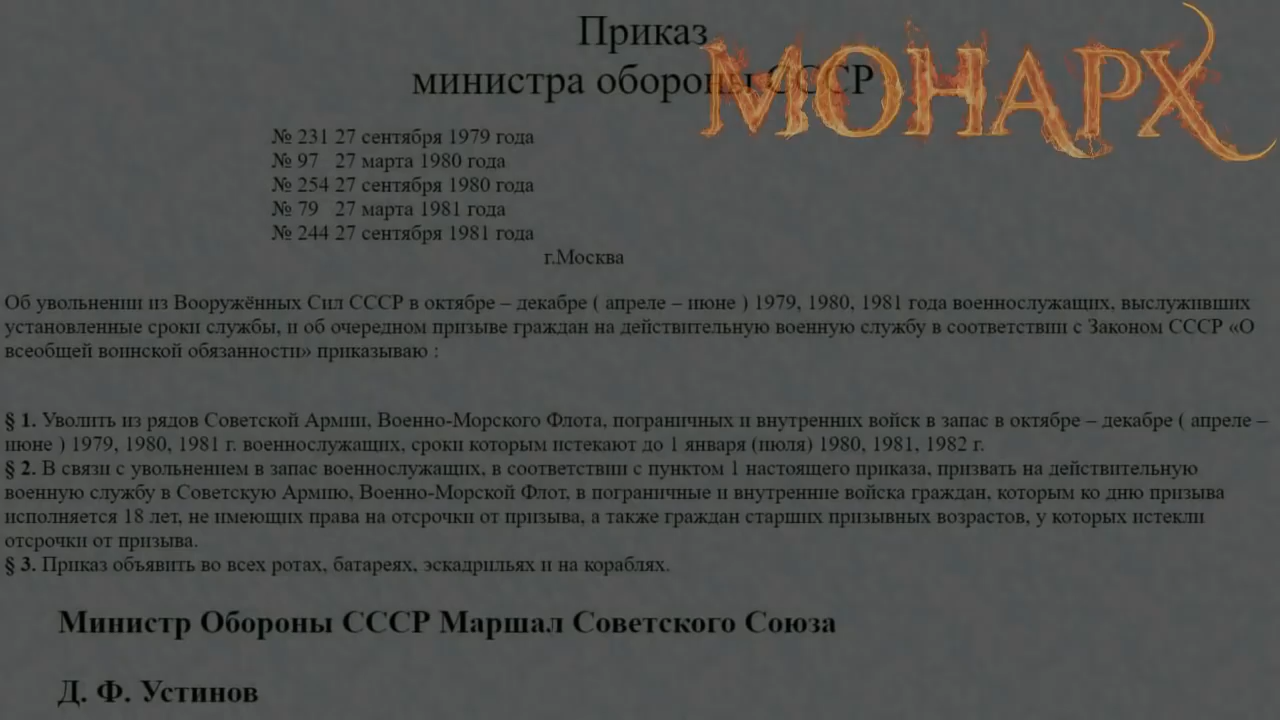 Приказ
министра обороны СССР
МОНАРХ
№ 231 27 сентября 1979 года
№ 97 27 марта 1980 года
№ 254 27 сентября 1980 года
№ 79 27 марта 1981 года
№ 244 27 сентября 1981 года
г.Москва
Об увольнении из Вооружённых Сил СССР в октябре – декабре ( апреле – июне ) 1979, 1980, 1981 года военнослужащих, выслуживших
установленные сроки службы, и об очередном призыве граждан на действительную военную службу в соответствии с Законом СССР «О
всеобщей воинской обязанности» приказываю :
§ 1. Уволить из рядов Советской Армии, Военно-Морского Флота, пограничных и внутренних войск в запас в октябре – декабре ( апреле –
июне ) 1979, 1980, 1981 г. военнослужащих, сроки которым истекают до 1 января (июля) 1980, 1981, 1982 г.
§ 2. В связи с увольнением в запас военнослужащих, в соответствии с пунктом 1 настоящего приказа, призвать на действительную
военную службу в Советскую Армию, Военно-Морской Флот, в пограничные и внутренние войска граждан, которым ко дню призыва
исполняется 18 лет, не имеющих права на отсрочки от призыва, а также граждан старших призывных возрастов, у которых истекли
отсрочки от призыва.
§ 3. Приказ объявить во всех ротах, батареях, эскадрильях и на кораблях.
Министр Обороны СССР Маршал Советского Союза
Д. Ф. Устинов